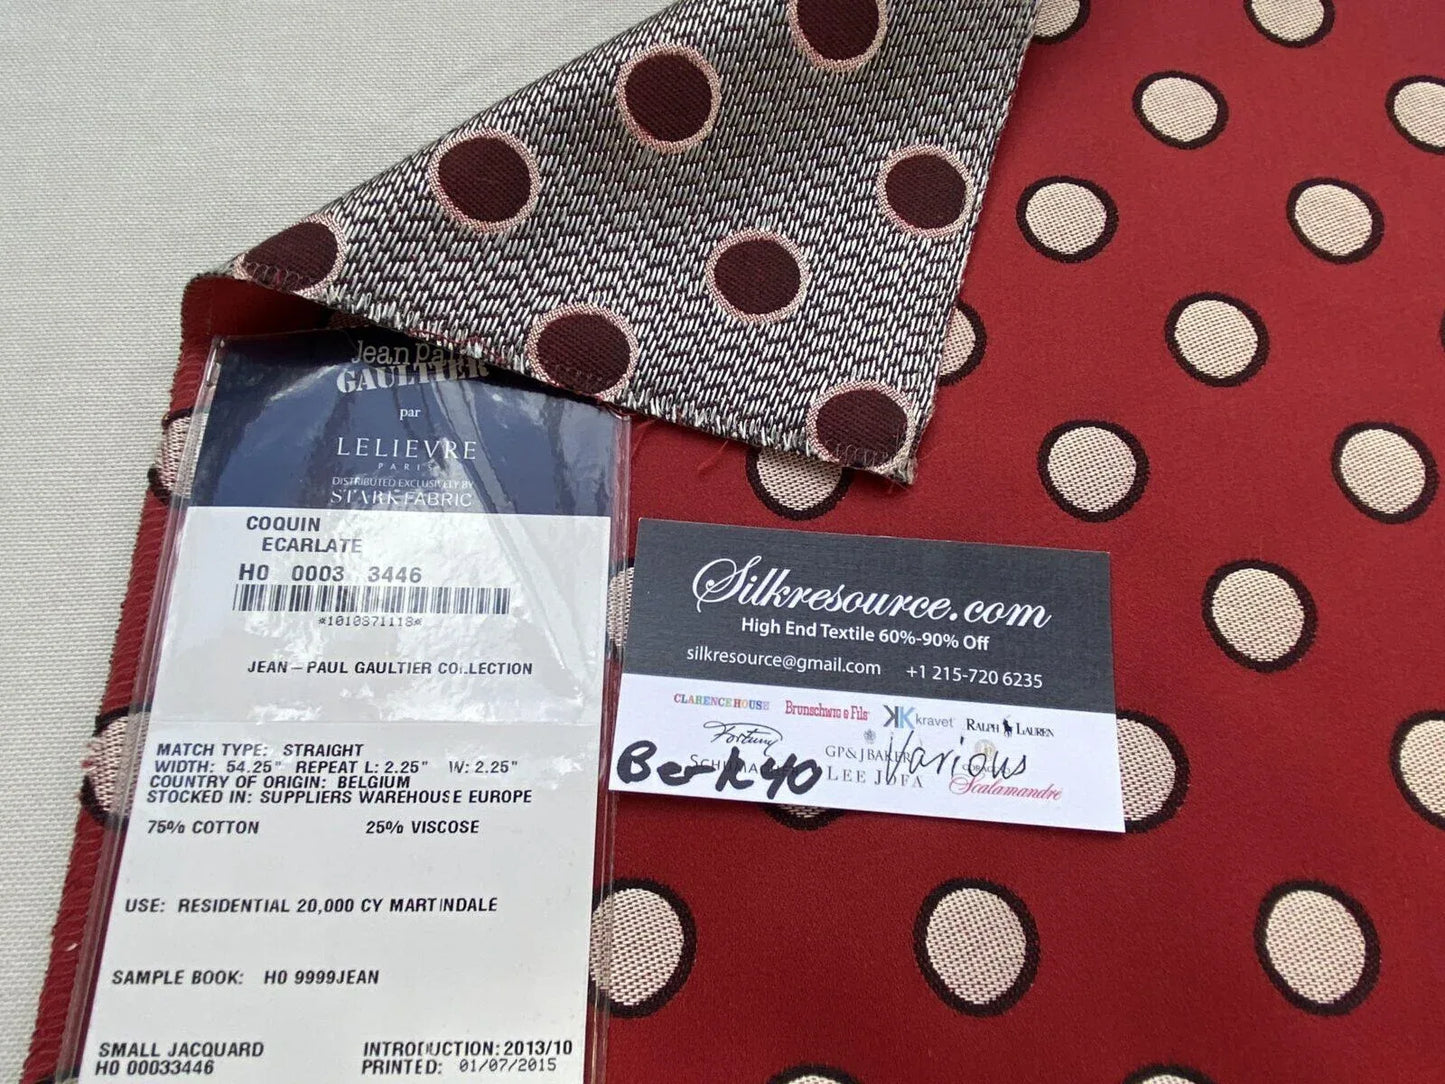 Jean Paul
GAULTIER
par
LELIEVRE
PARIS
DISTRIBUTED EXCLUSIVELY BY
STARK FABRIC
COQUIN
ECARLATE
H0 0003 3446
*1010871118*
JEAN-PAUL GAULTIER COLLECTION
MATCH TYPE: STRAIGHT
WIDTH: 54.25" REPEAT L: 2.25" W: 2.25"
COUNTRY OF ORIGIN: BELGIUM
STOCKED IN: SUPPLIERS WAREHOUSE EUROPE
75% COTTON 25% VISCOSE
USE: RESIDENTIAL 20,000 CY MARTINDALE
SAMPLE BOOK: H0 9999JEAN
SMALL JACQUARD INTRODUCTION: 2013/10
H0 00033446 PRINTED: 01/07/2015
Silkresource.com
High End Textile 60%-90% Off
silkresource@gmail.com +1 215-720 6235
CLARENCE HOUSE Brunschwig & Fils kravet RALPH LAUREN
Fortuny GP & J BAKER Various
Berk 40 LEE JOFA Scalamandré